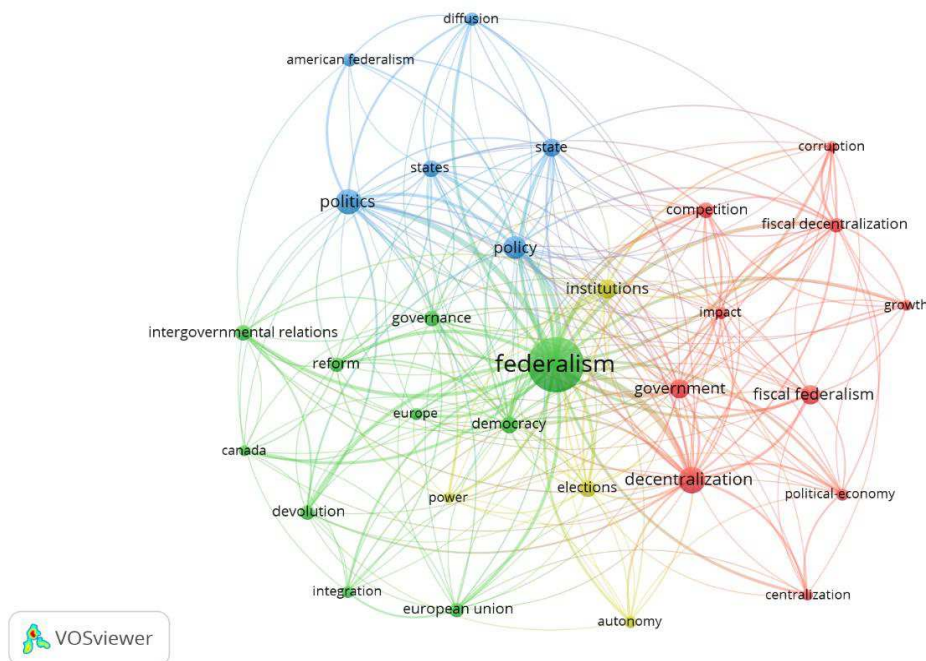 diffusion
american federalism
state
corruption
states
politics
competition
fiscal decentralization
policy
institutions
growth
impact
governance
intergovernmental relations
federalism
reform
government
fiscal federalism
europe
democracy
canada
decentralization
elections
political-economy
power
devolution
integration
centralization
european union
autonomy
VOSviewer